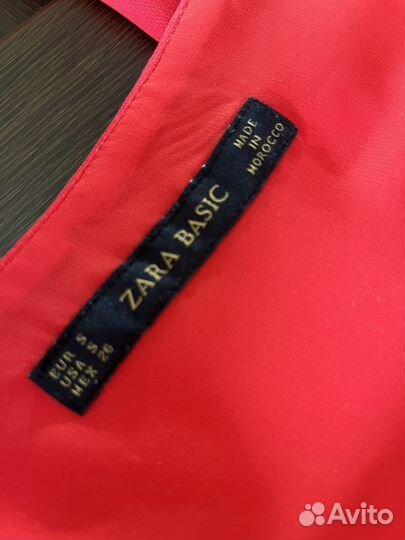 EUR S
USA S
MEX 26
ZARA BASIC
MADE
IN
MOROCCO
Avito